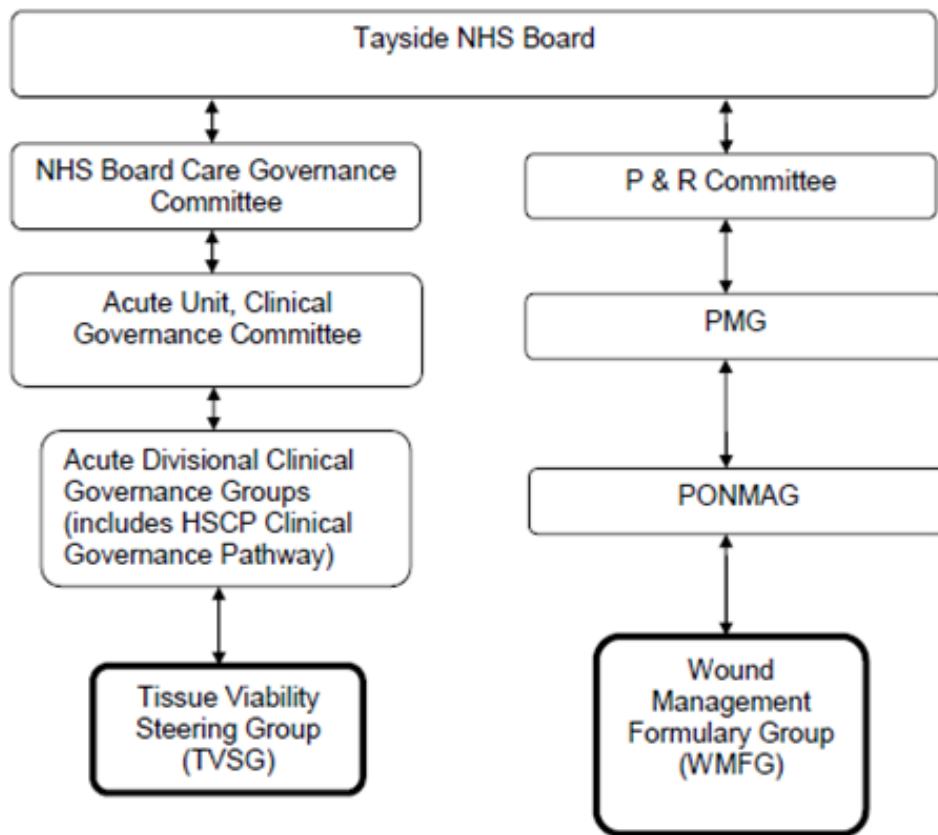 Tayside NHS Board
NHS Board Care Governance
Committee
Acute Unit, Clinical
Governance Committee
Acute Divisional Clinical
Governance Groups
(includes HSCP Clinical
Governance Pathway)
Tissue Viability
Steering Group
(TVSG)
P & R Committee
PMG
PONMAG
Wound
Management
Formulary Group
(WMFG)